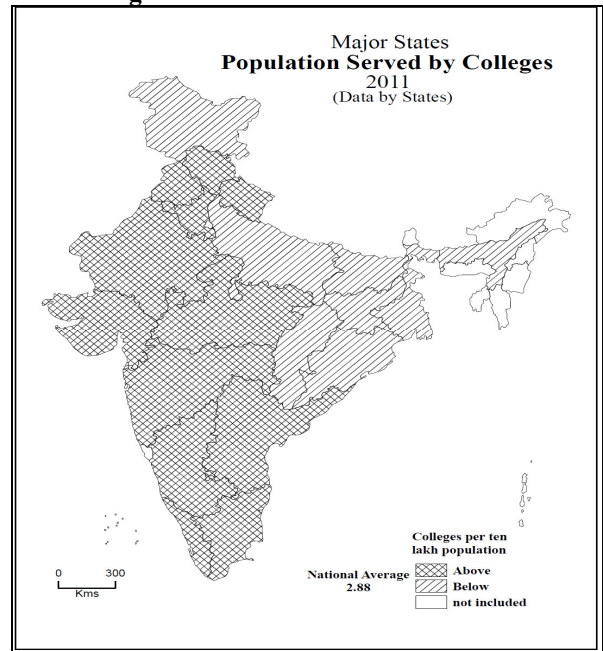 Major States
Population Served by Colleges
2011
(Data by States)
Colleges per ten
lakh population
National Average
2.88
Above
Below
not included
0 300
Kms